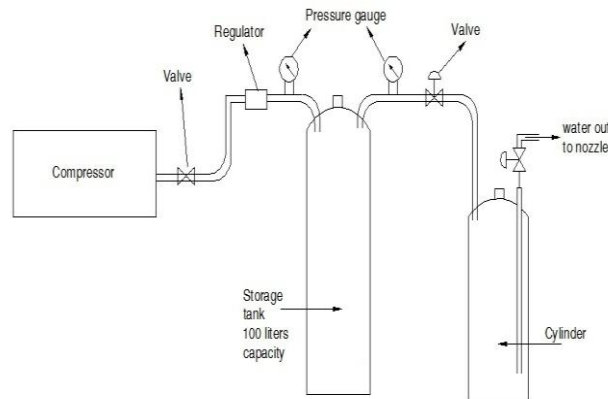 Pressure gauge
Regulator
Valve
Valve
water out
to nozzle
Compressor
Storage
tank
100 liters
capacity
Cylinder